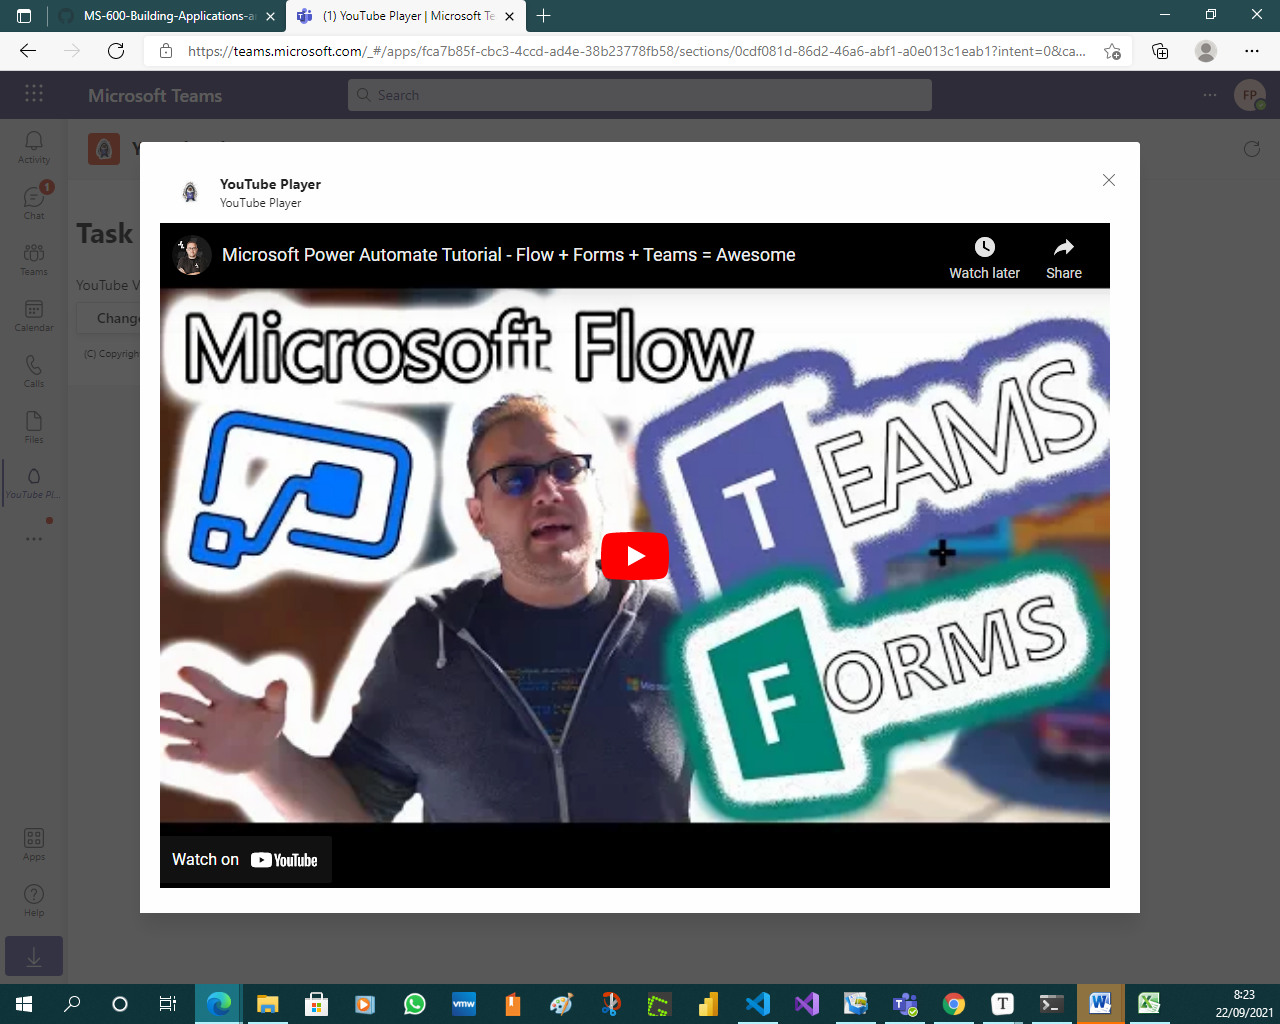 MS-600-Building-Applications-a
(1) YouTube Player | Microsoft Te
https://teams.microsoft.com/_#/apps/fca7b85f-cbc3-4ccd-ad4e-38b23778fb58/sections/0cdf081d-86d2-46a6-abf1-a0e013c1eab1?intent=0&ca...
Microsoft Teams
Search
FP
Activity
1
Chat
Teams
Calendar
Calls
Files
YouTube Pl...
Apps
Help
Task
YouTube V
Change
(C) Copyright
YouTube Player
YouTube Player
Microsoft Power Automate Tutorial - Flow + Forms + Teams = Awesome
Watch later
Share
Microsoft Flow
TEAMS
FORMS
Watch on YouTube
vmw
T
8:23
22/09/2021